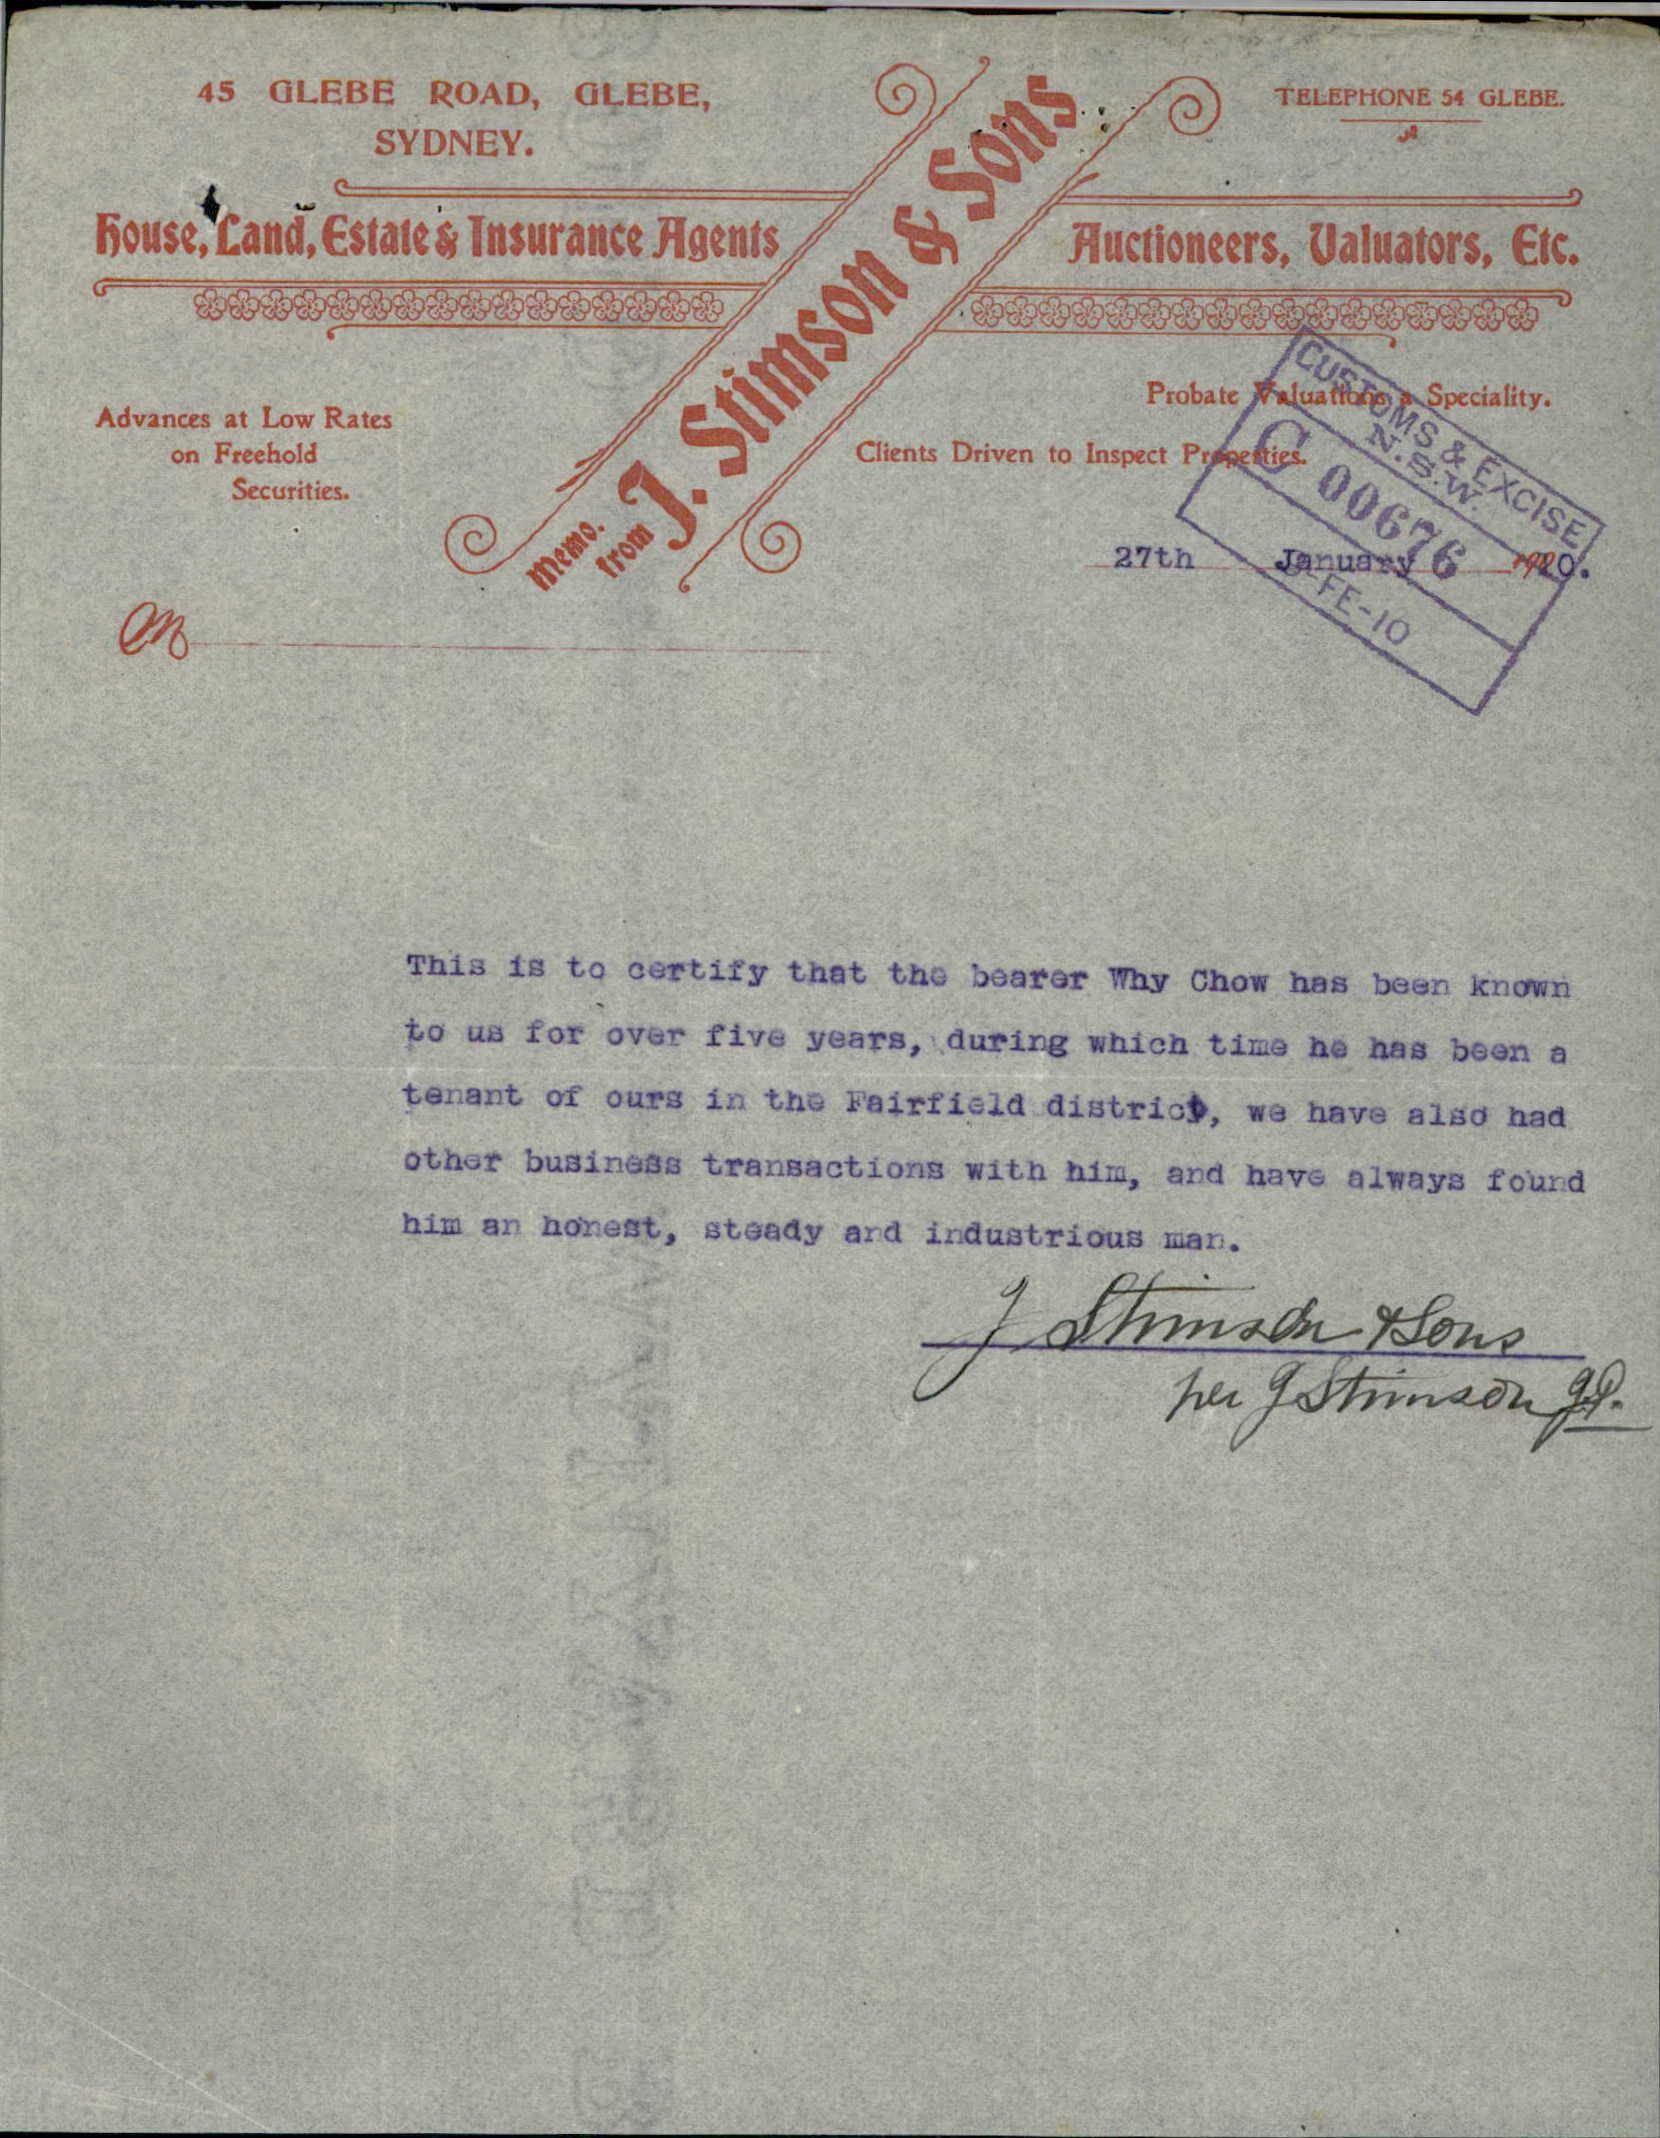 45 GLEBE ROAD, GLEBE,
SYDNEY.
TELEPHONE 54 GLEBE.
House, Land, Estate & Insurance Agents
Memo. from J. Stimson & Sons
Auctioneers, Valuators, Etc.
Advances at Low Rates
on Freehold
Securities.
Probate Valuations a Speciality.
Clients Driven to Inspect Properties.
CUSTOMS & EXCISE
N.S.W.
C 00676
-FE-10
27th January 10.
M
This is to certify that the bearer Why Chow has been known
to us for over five years, during which time he has been a
tenant of ours in the Fairfield district, we have also had
other business transactions with him, and have always found
him an honest, steady and industrious man.
J Stimson & Sons
per J Stimson J.P.